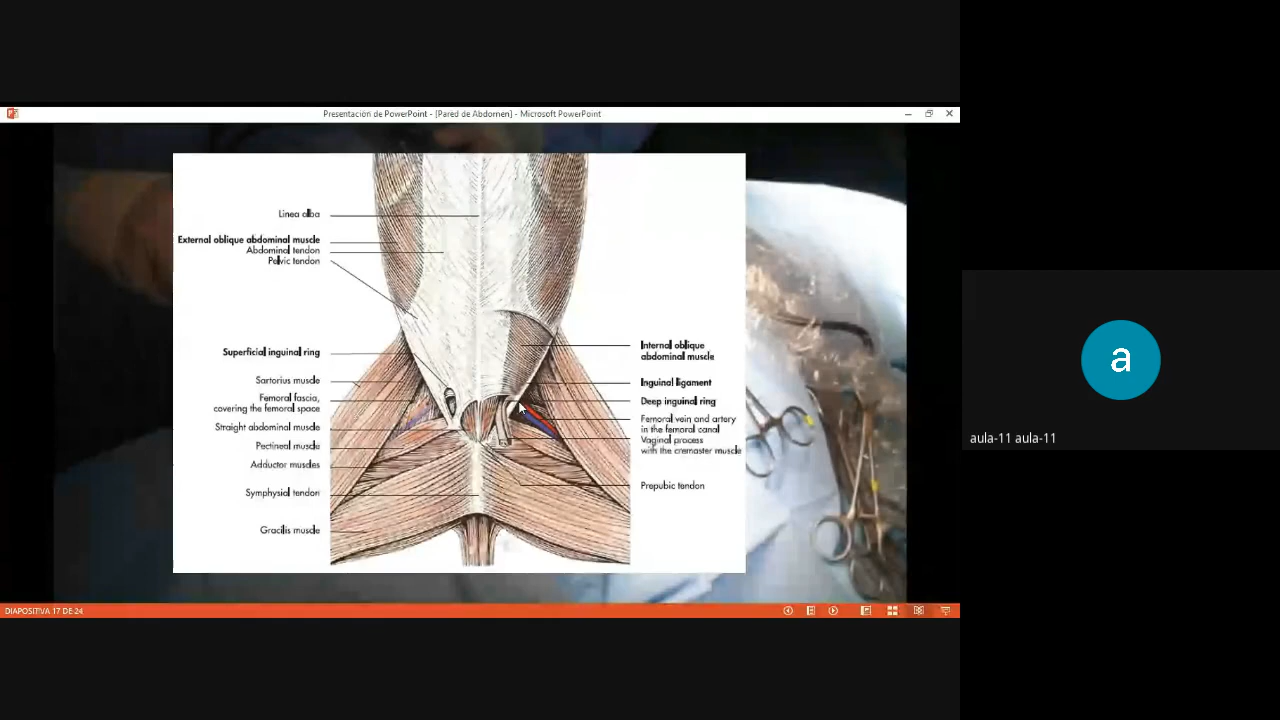 Presentación de PowerPoint - [Pared de Abdomen] - Microsoft PowerPoint
Linea alba
External oblique abdominal muscle
Abdominal tendon
Pelvic tendon
Superficial inguinal ring
Sartorius muscle
Femoral fascia,
covering the femoral space
Straight abdominal muscle
Pectineal muscle
Adductor muscles
Symphysial tendon
Gracilis muscle
Internal oblique
abdominal muscle
Inguinal ligament
Deep inguinal ring
Femoral vein and artery
in the femoral canal
Vaginal process
with the cremaster muscle
Prepubic tendon
DIAPOSITIVA 17 DE 24
a
aula-11 aula-11